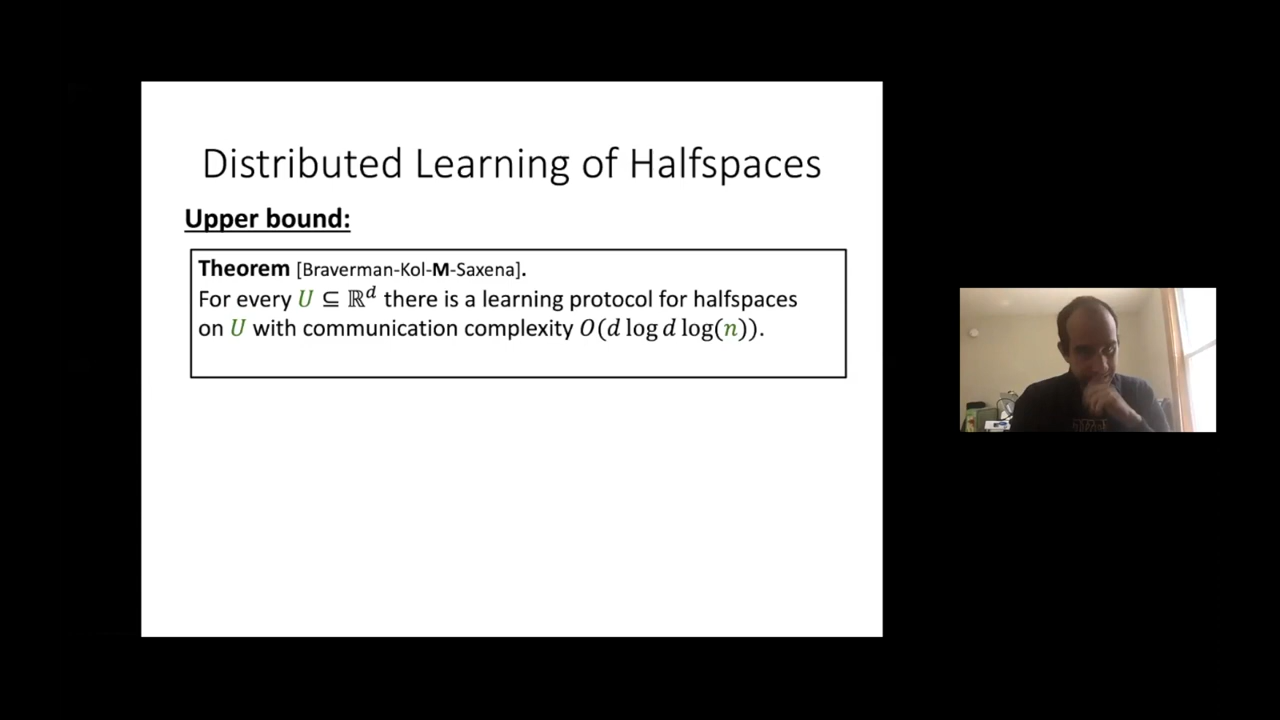 Distributed Learning of Halfspaces
Upper bound:
Theorem [Braverman-Kol-M-Saxena].
For every U ⊆ ℝᵈ there is a learning protocol for halfspaces
on U with communication complexity O(d log d log(n)).